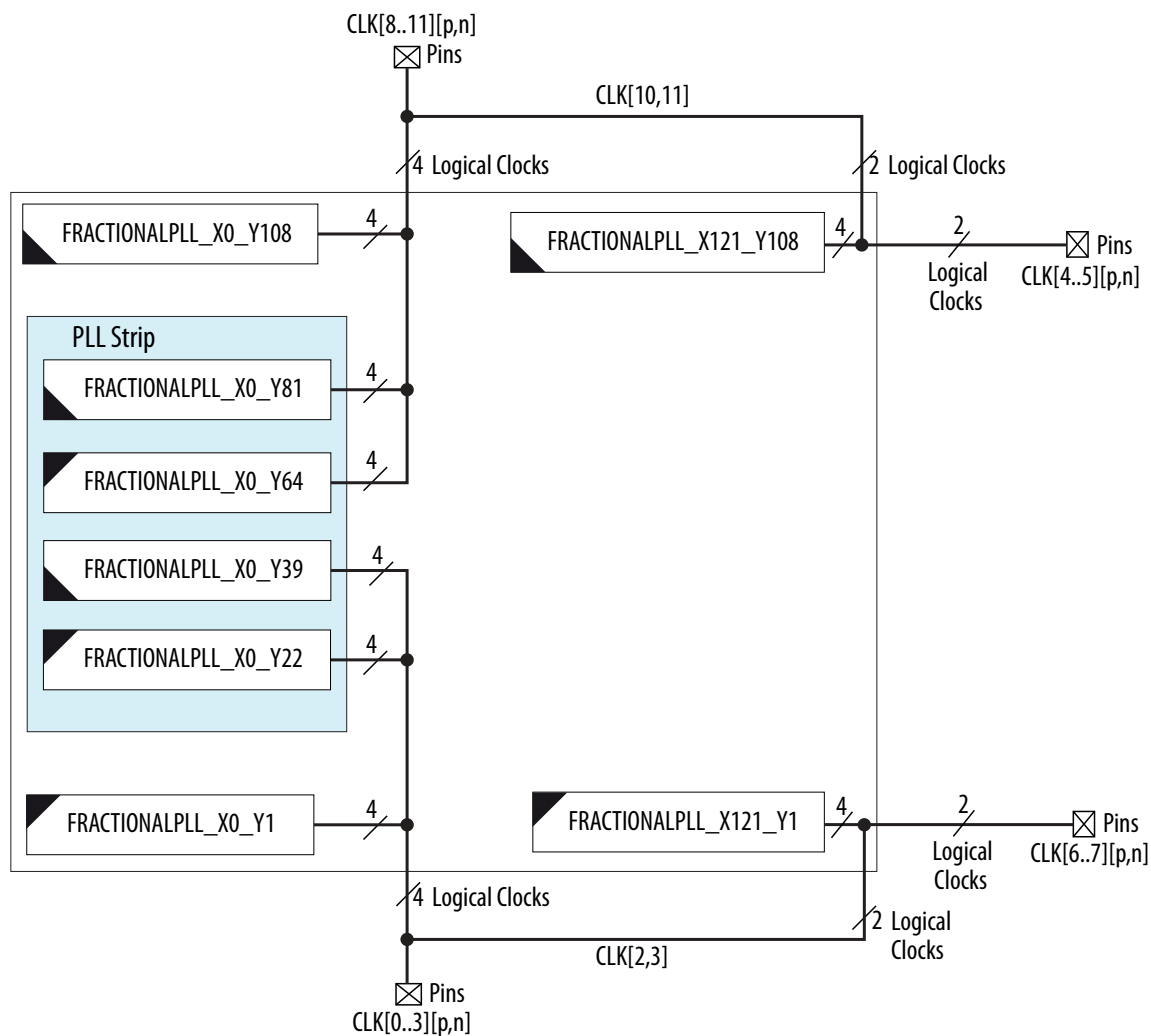 CLK[8..11][p,n]
Pins
CLK[10,11]
4 Logical Clocks
2 Logical Clocks
FRACTIONALPLL_X0_Y108
4
FRACTIONALPLL_X121_Y108
4
2
Logical
Clocks
Pins
CLK[4..5][p,n]
PLL Strip
FRACTIONALPLL_X0_Y81
4
FRACTIONALPLL_X0_Y64
4
FRACTIONALPLL_X0_Y39
4
FRACTIONALPLL_X0_Y22
4
FRACTIONALPLL_X0_Y1
4
FRACTIONALPLL_X121_Y1
4
2
Logical
Clocks
Pins
CLK[6..7][p,n]
4 Logical Clocks
2 Logical
Clocks
CLK[2,3]
Pins
CLK[0..3][p,n]